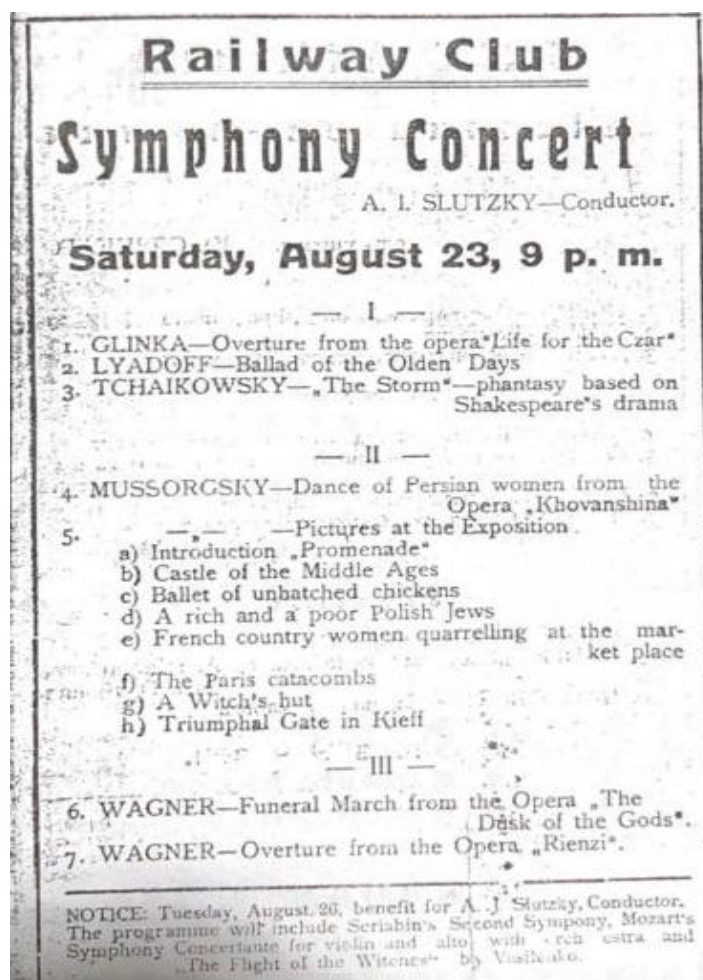 Railway Club
Symphony Concert
A. I. SLUTZKY—Conductor.
Saturday, August 23, 9 p. m.
— I —
1. GLINKA—Overture from the opera "Life for the Czar"
2. LYADOFF—Ballad of the Olden Days
3. TCHAIKOWSKY—„The Storm"—phantasy based on
Shakespeare's drama
— II —
4. MUSSORGSKY—Dance of Persian women from the
Opera „Khovanshina"
5. —„— —Pictures at the Exposition
a) Introduction „Promenade"
b) Castle of the Middle Ages
c) Ballet of unbatched chickens
d) A rich and a poor Polish Jews
e) French country women quarrelling at the mar-
ket place
f) The Paris catacombs
g) A Witch's hut
h) Triumphal Gate in Kieff
— III —
6. WAGNER—Funeral March from the Opera „The
Dusk of the Gods".
7. WAGNER—Overture from the Opera „Rienzi".
NOTICE: Tuesday, August 26, benefit for A. J Slutzky, Conductor.
The programme will include Scriabin's Second Sympony, Mozart's
Symphony Concertante for violin and alto with orchestra and
„The Flight of the Witches" by Vasilenko.